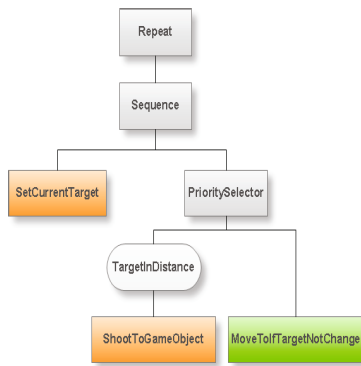 Repeat
Sequence
SetCurrentTarget
PrioritySelector
TargetInDistance
ShootToGameObject
MoveToIfTargetNotChange